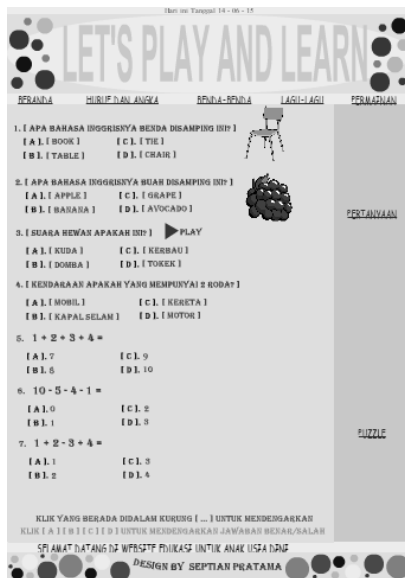 Hari ini Tanggal 14 - 06 - 15
LET'S PLAY AND LEARN
BERANDA HURUF DAN ANGKA BENDA-BENDA LAGU-LAGU PERMAINAN
1. [ APA BAHASA INGGRISNYA BENDA DISAMPING INI? ]
[ A ]. [ BOOK ] [ C ]. [ TIE ]
[ B ]. [ TABLE ] [ D ]. [ CHAIR ]
2. [ APA BAHASA INGGRISNYA BUAH DISAMPING INI? ]
[ A ]. [ APPLE ] [ C ]. [ GRAPE ]
[ B ]. [ BANANA ] [ D ]. [ AVOCADO ]
PERTANYAAN
3. [ SUARA HEWAN APAKAH INI? ] PLAY
[ A ]. [ KUDA ] [ C ]. [ KERBAU ]
[ B ]. [ DOMBA ] [ D ]. [ TOKEK ]
4. [ KENDARAAN APAKAH YANG MEMPUNYAI 2 RODA? ]
[ A ]. [ MOBIL ] [ C ]. [ KERETA ]
[ B ]. [ KAPAL SELAM ] [ D ]. [ MOTOR ]
5. 1 + 2 + 3 + 4 =
[ A ]. 7 [ C ]. 9
[ B ]. 8 [ D ]. 10
6. 10 - 5 - 4 - 1 =
[ A ]. 0 [ C ]. 2
[ B ]. 1 [ D ]. 3
7. 1 + 2 - 3 + 4 =
[ A ]. 1 [ C ]. 3
[ B ]. 2 [ D ]. 4
PUZZLE
KLIK YANG BERADA DIDALAM KURUNG [ ... ] UNTUK MENDENGARKAN
KLIK [ A ] [ B ] [ C ] [ D ] UNTUK MENDENGARKAN JAWABAN BENAR/SALAH
SELAMAT DATANG DI WEBSITE EDUKASI UNTUK ANAK USIA DINI
DESIGN BY SEPTIAN PRATAMA